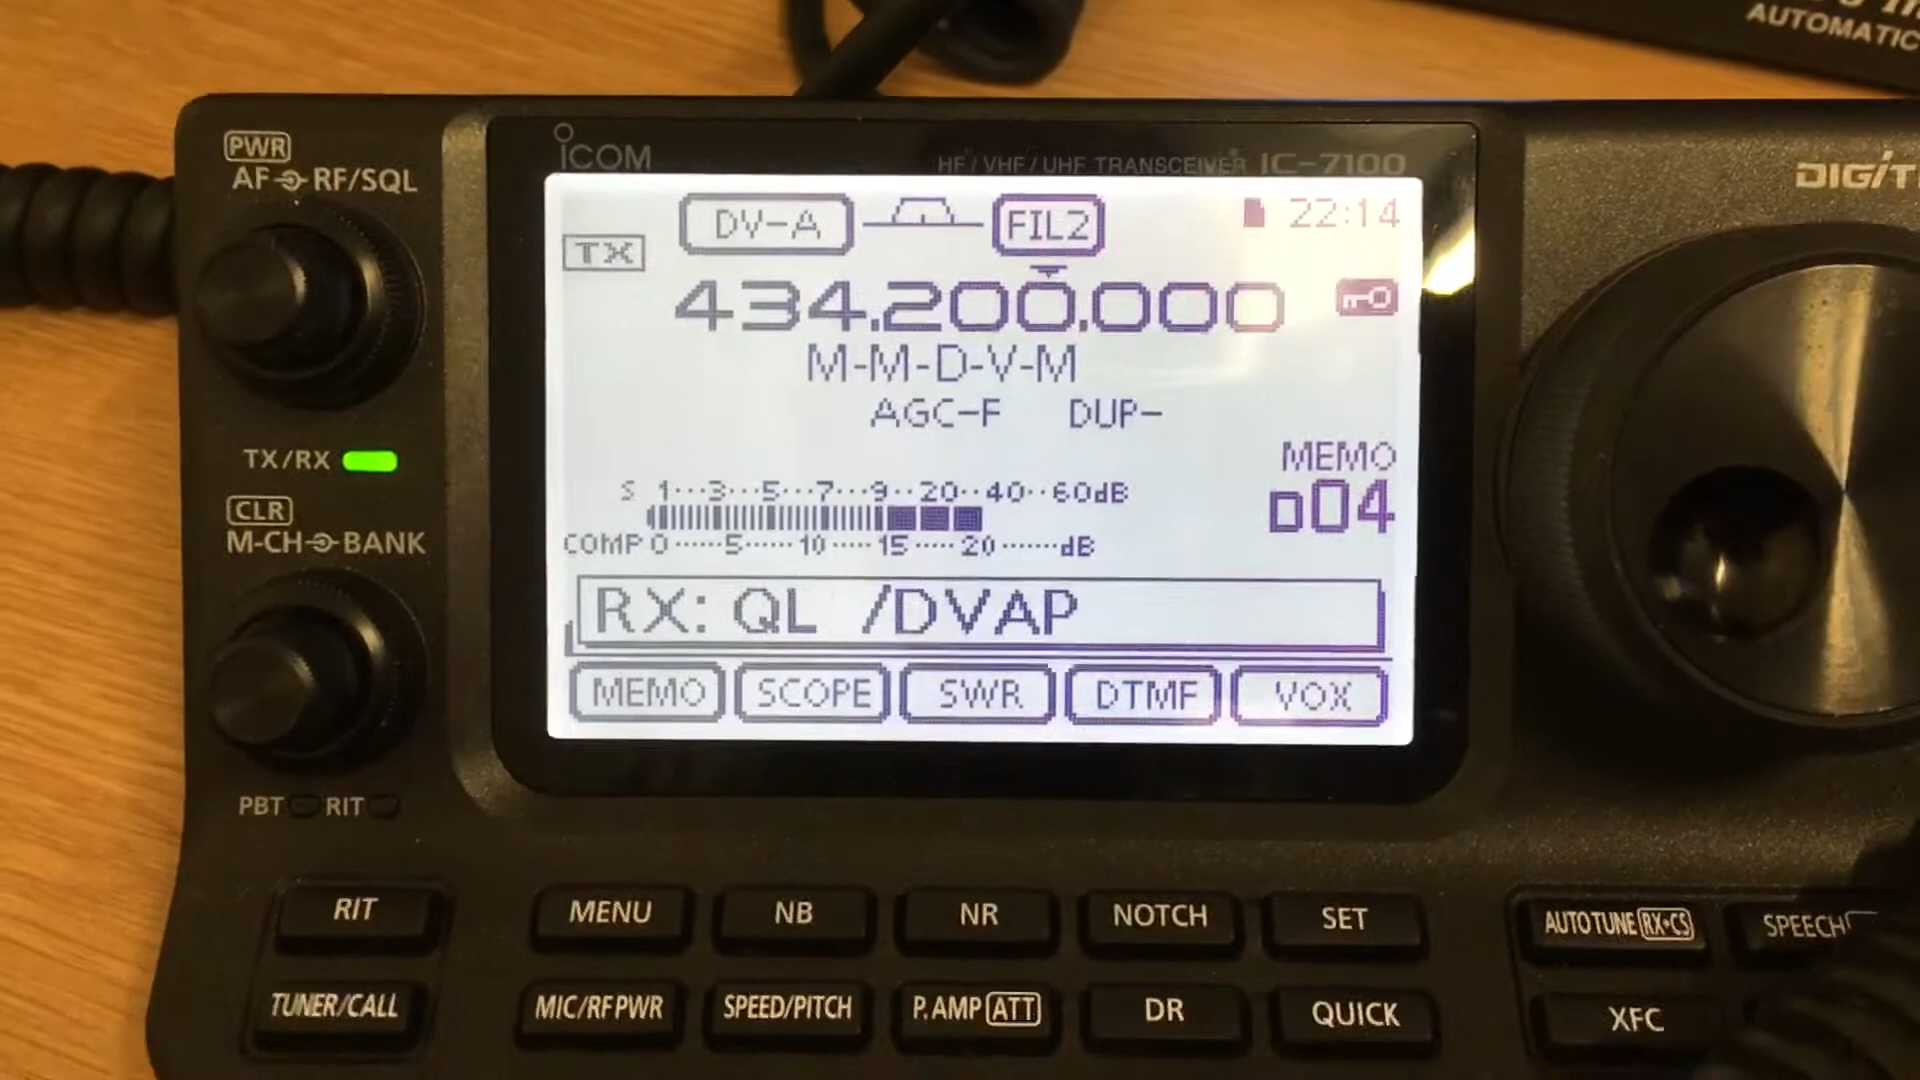 AUTOMATIC
PWR
AF RF/SQL
ICOM
HF/VHF/UHF TRANSCEIVER IC-7100
DV-A FIL2 22:14
TX
434.200.000
M-M-D-V-M
AGC-F DUP-
TX/RX
MEMO
S 1···3···5···7···9··20··40··60dB
004
COMP 0······5······10·····15·····20·······dB
CLR
M-CH BANK
RX: QL /DVAP
MEMO SCOPE SWR DTMF VOX
PBT RIT
RIT MENU NB NR NOTCH SET AUTOTUNE RX•CS SPEECH
TUNER/CALL MIC/RF PWR SPEED/PITCH P.AMP ATT DR QUICK XFC